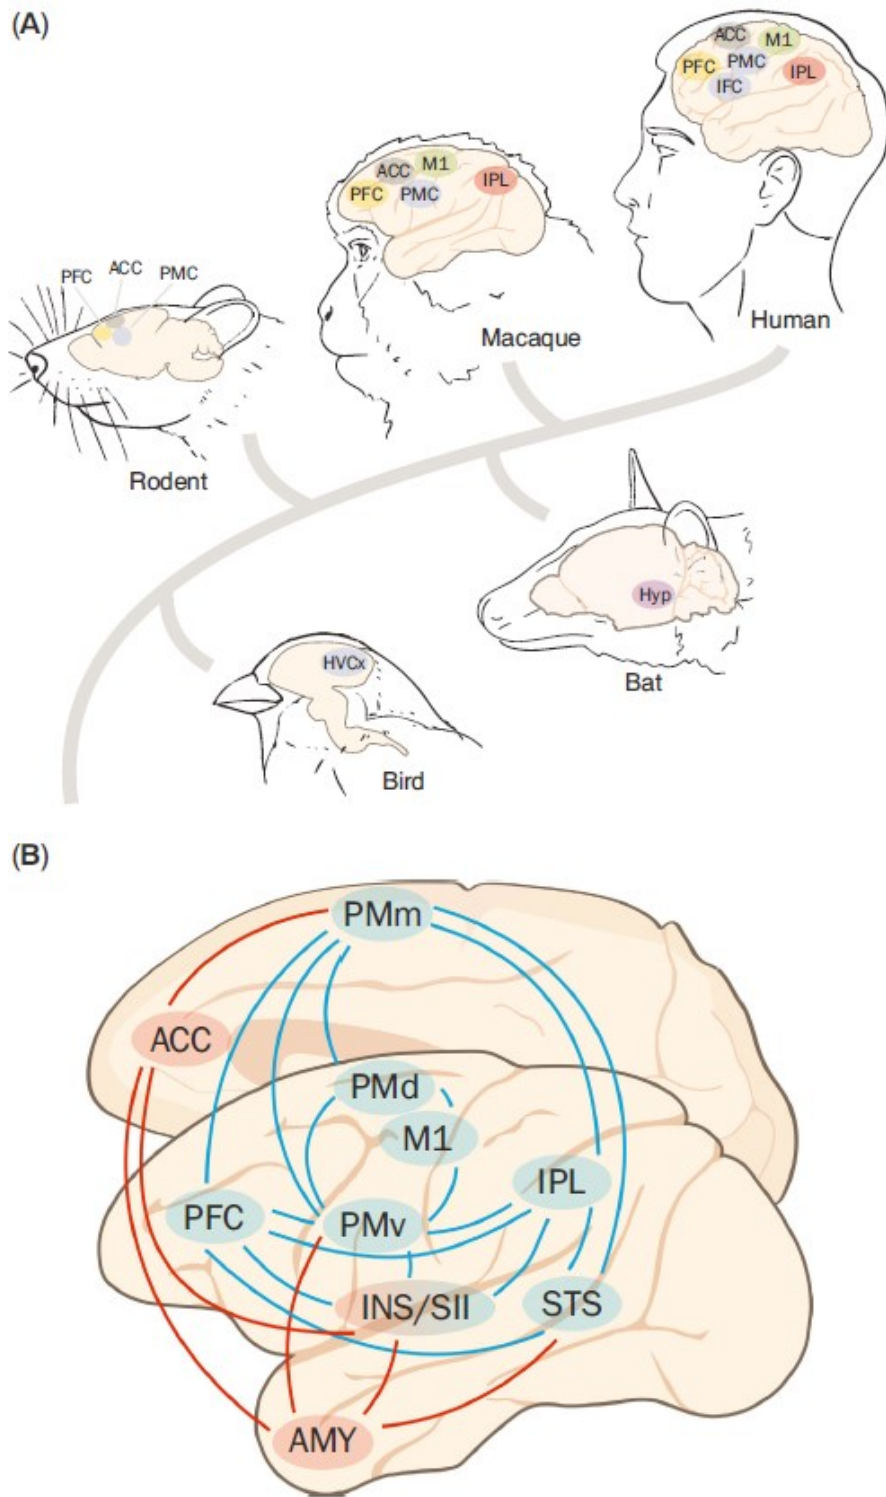 (A)
ACC M1
PFC PMC IPL
IFC
ACC M1
PFC PMC IPL
PFC ACC PMC
Human
Macaque
Rodent
Hyp
HVCx
Bat
Bird
(B)
PMm
ACC
PMd
M1
IPL
PFC PMv
INS/SII STS
AMY